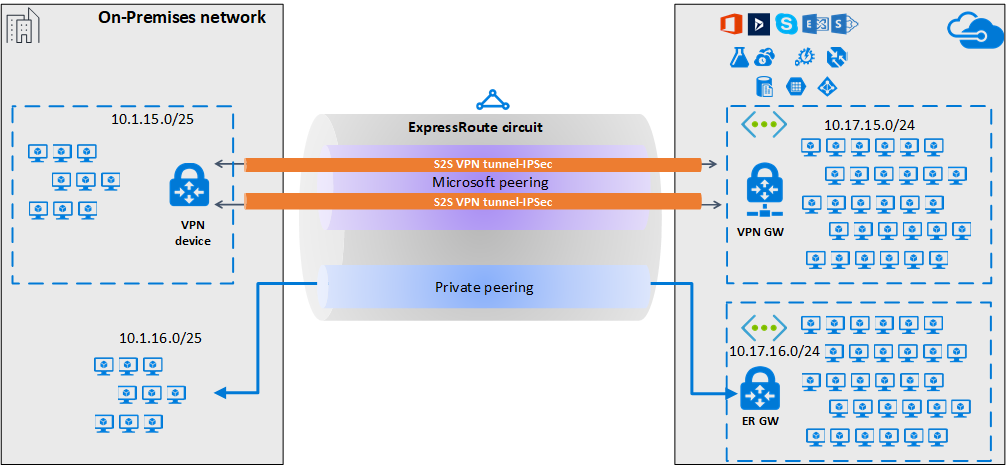 On-Premises network
10.1.15.0/25
VPN
device
10.1.16.0/25
ExpressRoute circuit
S2S VPN tunnel-IPSec
Microsoft peering
S2S VPN tunnel-IPSec
Private peering
10.17.15.0/24
VPN GW
10.17.16.0/24
ER GW